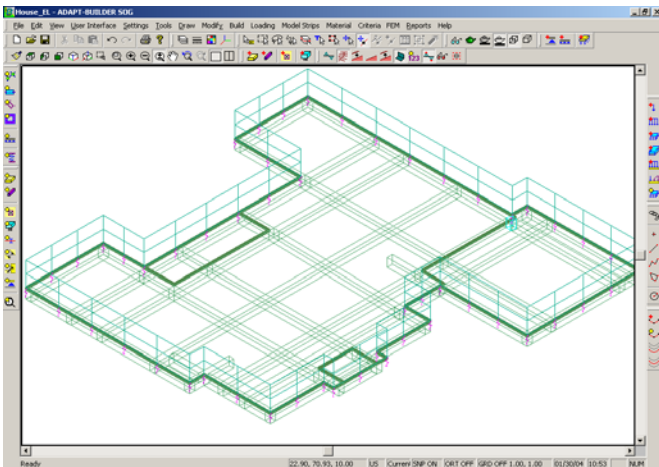 House_EL - ADAPT-BUILDER SOG
File Edit View User Interface Settings Tools Draw Modify Build Loading Model Strips Material Criteria FEM Reports Help
Ready 22.90, 70.93, 10.00 US Current SNP ON ORT OFF GRD OFF 1.00, 1.00 01/30/04 10:53 NUM